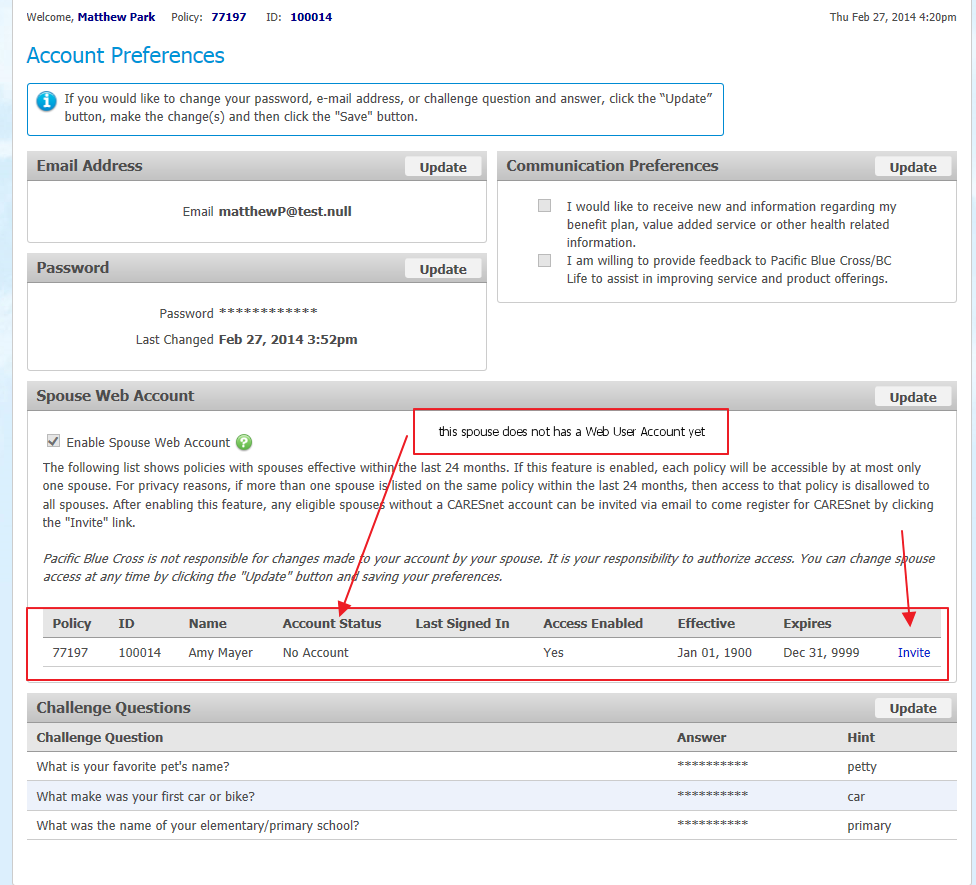 Welcome, Matthew Park Policy: 77197 ID: 100014 Thu Feb 27, 2014 4:20pm
Account Preferences
If you would like to change your password, e-mail address, or challenge question and answer, click the “Update”
button, make the change(s) and then click the "Save" button.
Email Address Update
Email matthewP@test.null
Communication Preferences Update
I would like to receive new and information regarding my
benefit plan, value added service or other health related
information.
I am willing to provide feedback to Pacific Blue Cross/BC
Life to assist in improving service and product offerings.
Password Update
Password ************
Last Changed Feb 27, 2014 3:52pm
Spouse Web Account Update
this spouse does not has a Web User Account yet
Enable Spouse Web Account ?
The following list shows policies with spouses effective within the last 24 months. If this feature is enabled, each policy will be accessible by at most only
one spouse. For privacy reasons, if more than one spouse is listed on the same policy within the last 24 months, then access to that policy is disallowed to
all spouses. After enabling this feature, any eligible spouses without a CARESnet account can be invited via email to come register for CARESnet by clicking
the "Invite" link.
Pacific Blue Cross is not responsible for changes made to your account by your spouse. It is your responsibility to authorize access. You can change spouse
access at any time by clicking the "Update" button and saving your preferences.
Policy ID Name Account Status Last Signed In Access Enabled Effective Expires
77197 100014 Amy Mayer No Account Yes Jan 01, 1900 Dec 31, 9999 Invite
Challenge Questions Update
Challenge Question Answer Hint
What is your favorite pet's name? ********** petty
What make was your first car or bike? ********** car
What was the name of your elementary/primary school? ********** primary